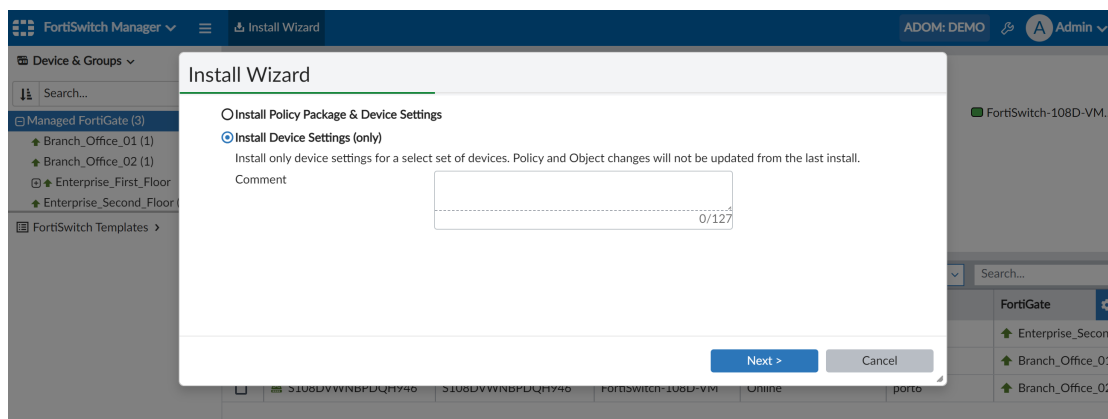 FortiSwitch Manager
Install Wizard
ADOM: DEMO
A
Admin
Device & Groups
Search...
Managed FortiGate (3)
Branch_Office_01 (1)
Branch_Office_02 (1)
Enterprise_First_Floor
Enterprise_Second_Floor
FortiSwitch Templates
Install Wizard
Install Policy Package & Device Settings
Install Device Settings (only)
Install only device settings for a select set of devices. Policy and Object changes will not be updated from the last install.
Comment
0/127
Next >
Cancel
FortiSwitch-108D-VM...
Search...
FortiGate
Enterprise_Secon
Branch_Office_01
S108DVWNBPDQH946 S108DVWNBPDQH946 FortiSwitch-108D-VM Online port6 Branch_Office_02